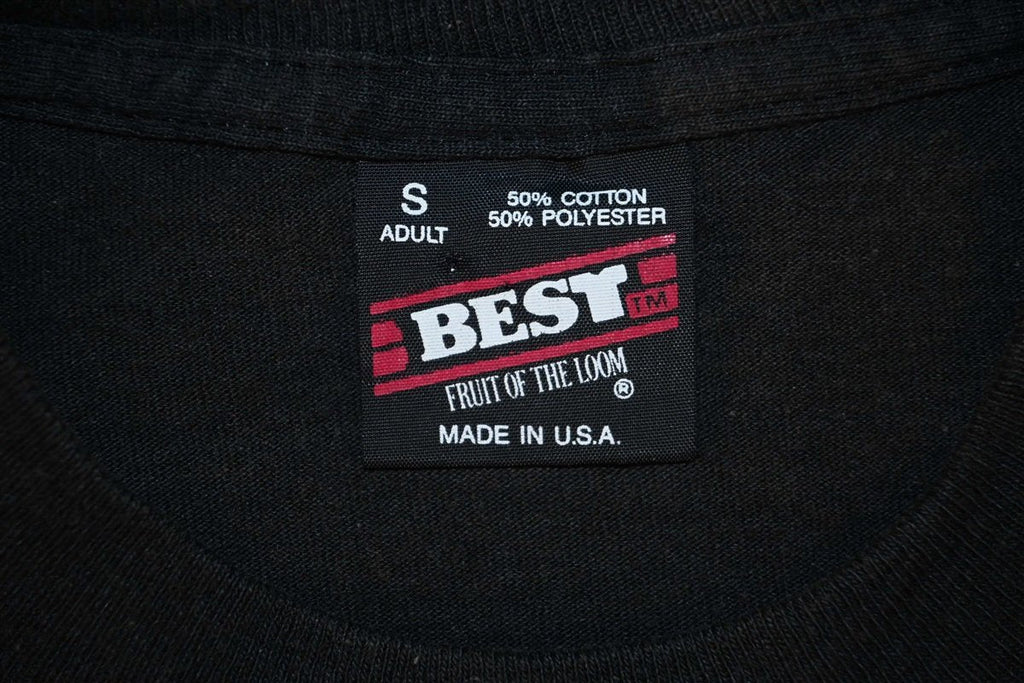 S
ADULT
50% COTTON
50% POLYESTER
BEST TM
FRUIT OF THE LOOM
®
MADE IN U.S.A.